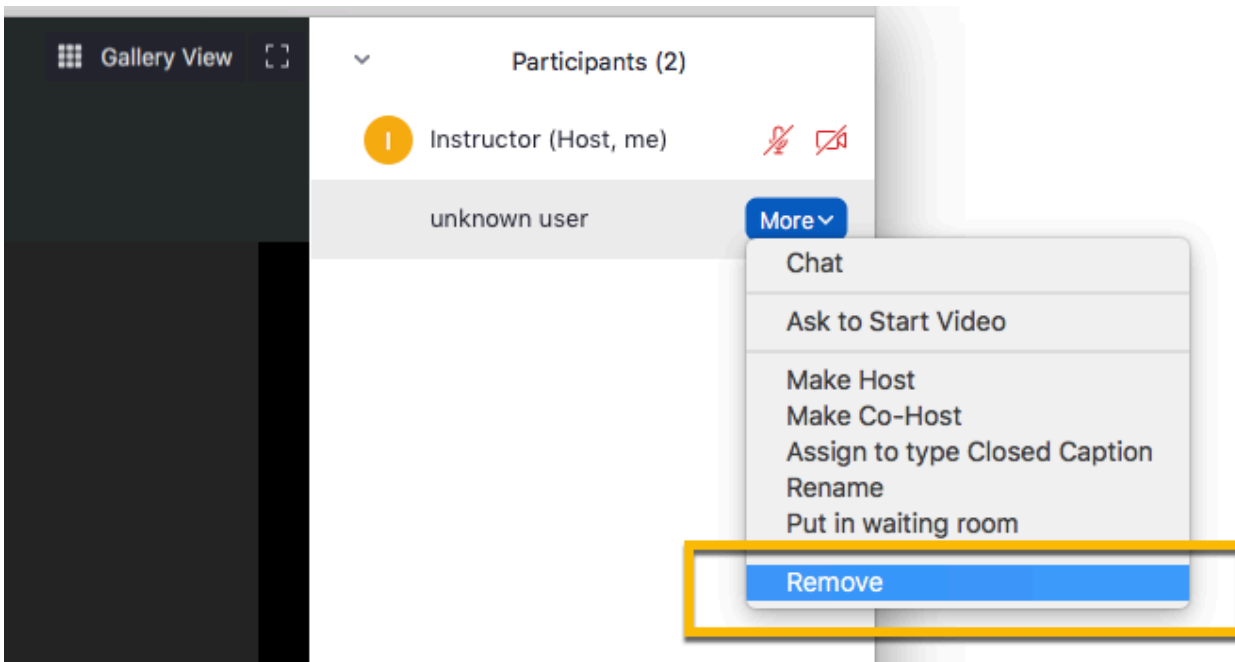 Gallery View
Participants (2)
I
Instructor (Host, me)
unknown user
More
Chat
Ask to Start Video
Make Host
Make Co-Host
Assign to type Closed Caption
Rename
Put in waiting room
Remove